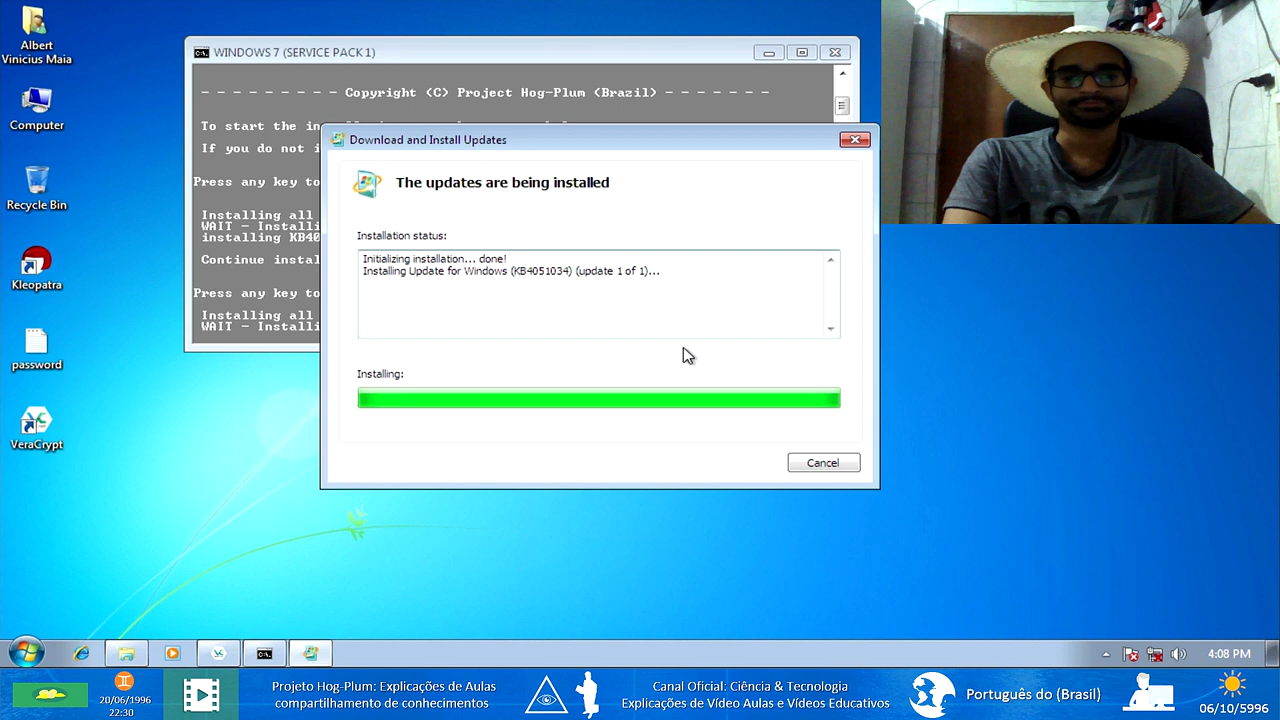 Albert
Vinicius Maia
Computer
Recycle Bin
Kleopatra
password
VeraCrypt
WINDOWS 7 (SERVICE PACK 1)
- - - - - - - - - Copyright (C) Project Hog-Plum (Brazil) - - - - - - -
To start the in
If you do not i
Press any key to
Installing all
WAIT - Installi
installing KB40
Continue instal
Press any key to
Installing all
WAIT - Installi
Download and Install Updates
The updates are being installed
Installation status:
Initializing installation... done!
Installing Update for Windows (KB4051034) (update 1 of 1)...
Installing:
Cancel
1977
4:08 PM
20/06/1996
22:30
Projeto Hog-Plum: Explicações de Aulas
compartilhamento de conhecimentos
Canal Oficial: Ciência & Tecnologia
Explicações de Vídeo Aulas e Vídeos Educativos
Português do (Brasil)
06/10/5996